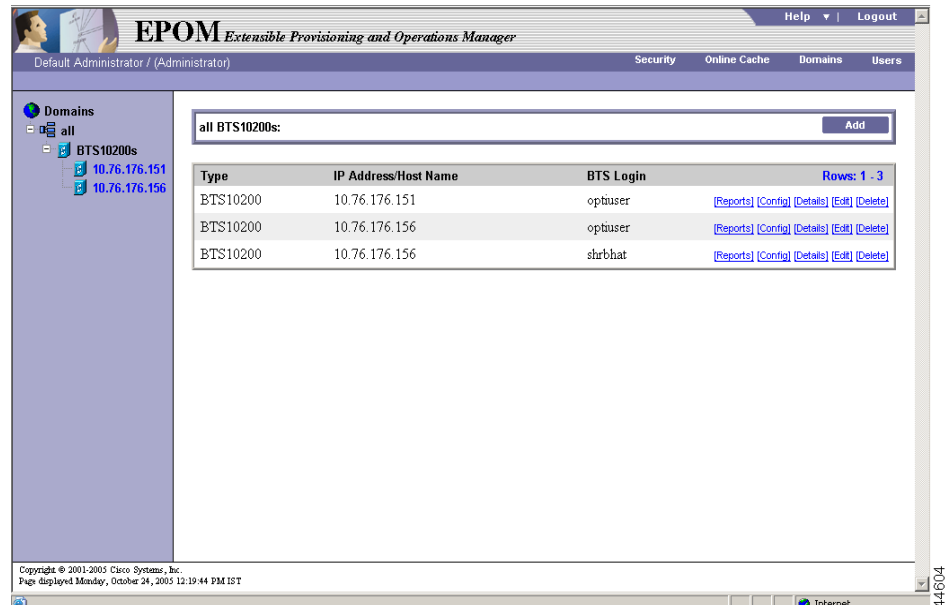 Help ▼ | Logout
EPOM Extensible Provisioning and Operations Manager
Default Administrator / (Administrator)
Security Online Cache Domains Users
Domains
all
BTS10200s
10.76.176.151
10.76.176.156
all BTS10200s:
Add
Type IP Address/Host Name BTS Login Rows: 1 - 3
BTS10200 10.76.176.151 optiuser [Reports] [Config] [Details] [Edit] [Delete]
BTS10200 10.76.176.156 optiuser [Reports] [Config] [Details] [Edit] [Delete]
BTS10200 10.76.176.156 shrbhat [Reports] [Config] [Details] [Edit] [Delete]
Copyright © 2001-2005 Cisco Systems, Inc.
Page displayed Monday, October 24, 2005 12:19:44 PM IST
Internet
44604